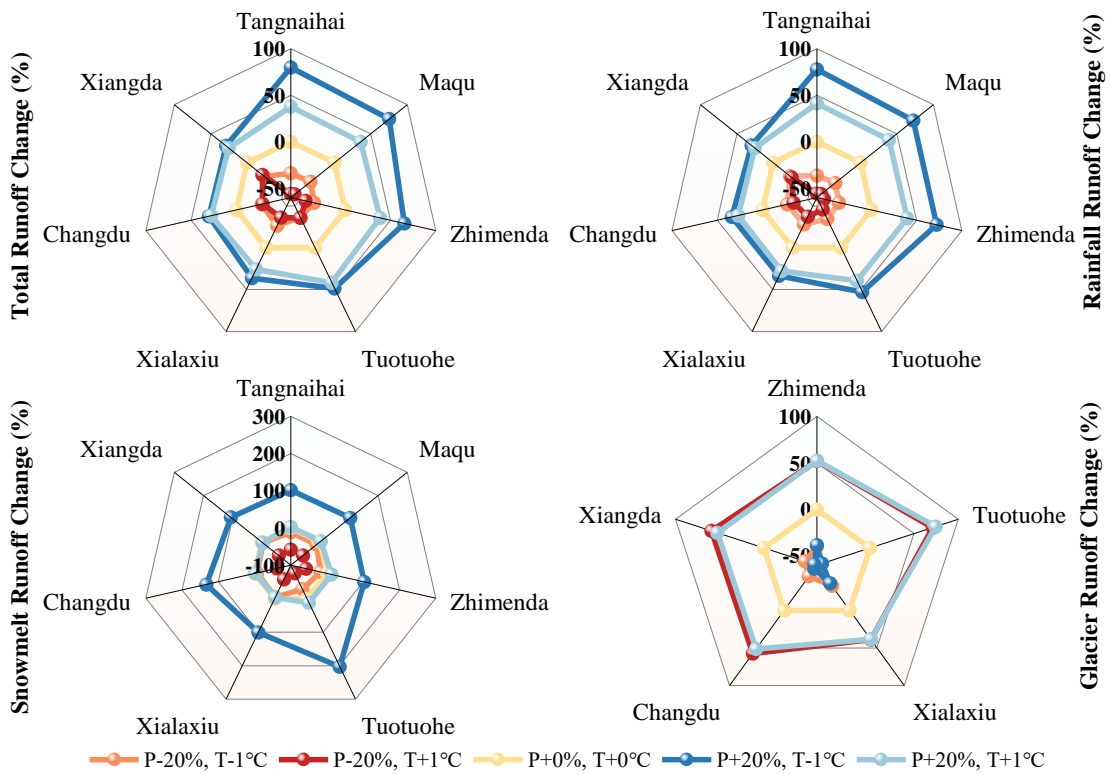 Tangnaihai
Maqu
Zhimenda
Tuotuohe
Xialaxiu
Changdu
Xiangda
100
50
0
-50
Total Runoff Change (%)
Tangnaihai
Maqu
Zhimenda
Tuotuohe
Xialaxiu
Changdu
Xiangda
100
50
0
-50
Rainfall Runoff Change (%)
Tangnaihai
Maqu
Zhimenda
Tuotuohe
Xialaxiu
Changdu
Xiangda
300
200
100
0
-100
Snowmelt Runoff Change (%)
Zhimenda
Tuotuohe
Xialaxiu
Changdu
Xiangda
100
50
0
-50
Glacier Runoff Change (%)
P-20%, T-1°C P-20%, T+1°C P+0%, T+0°C P+20%, T-1°C P+20%, T+1°C